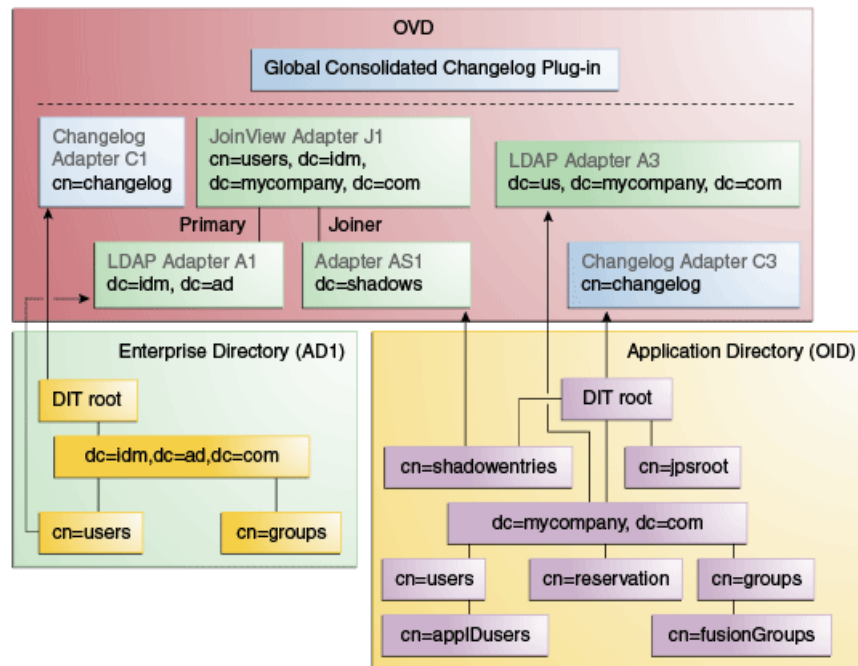 OVD
Global Consolidated Changelog Plug-in
Changelog
Adapter C1
cn=changelog
JoinView Adapter J1
cn=users, dc=idm,
dc=mycompany, dc=com
LDAP Adapter A3
dc=us, dc=mycompany, dc=com
Primary
Joiner
LDAP Adapter A1
dc=idm, dc=ad
Adapter AS1
dc=shadows
Changelog Adapter C3
cn=changelog
Enterprise Directory (AD1)
DIT root
dc=idm,dc=ad,dc=com
cn=users
cn=groups
Application Directory (OID)
DIT root
cn=shadowentries
cn=jpsroot
dc=mycompany, dc=com
cn=users
cn=reservation
cn=groups
cn=appIDusers
cn=fusionGroups